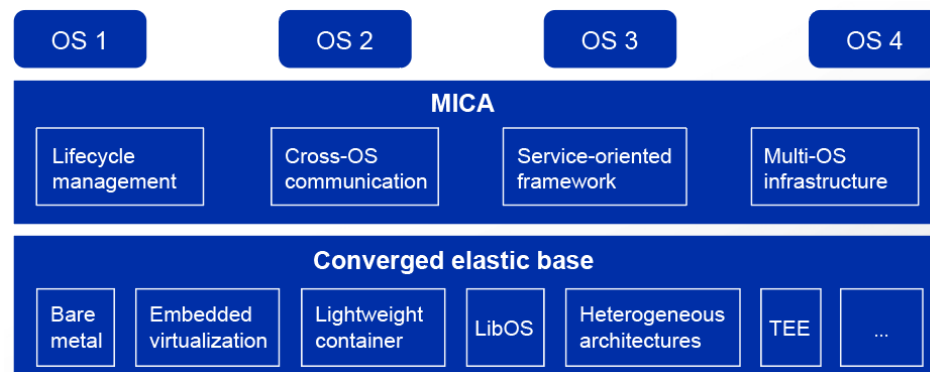 OS 1
OS 2
OS 3
OS 4
MICA
Lifecycle
management
Cross-OS
communication
Service-oriented
framework
Multi-OS
infrastructure
Converged elastic base
Bare
metal
Embedded
virtualization
Lightweight
container
LibOS
Heterogeneous
architectures
TEE
...